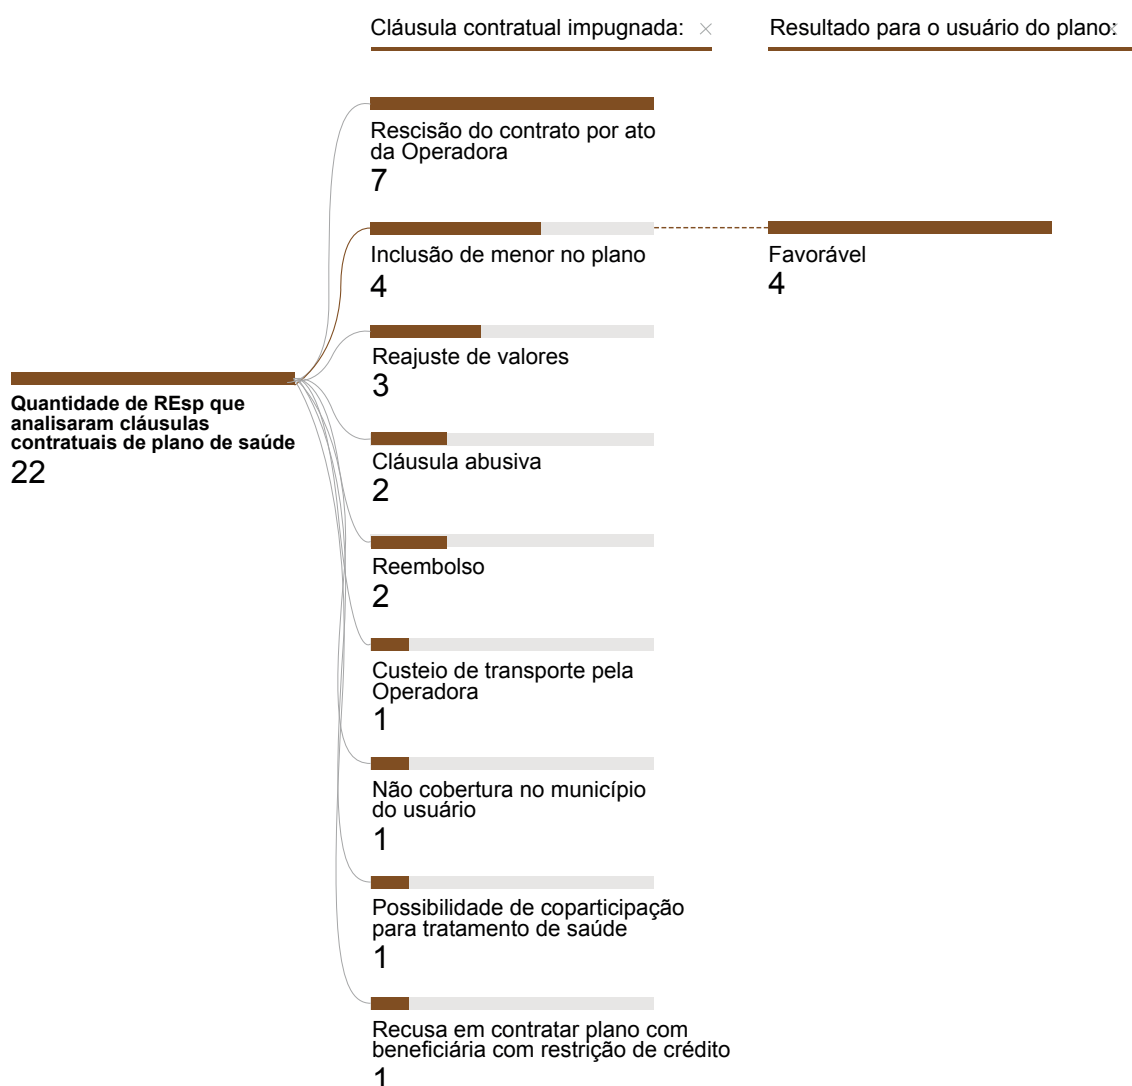 Cláusula contratual impugnada:
Resultado para o usuário do plano:
Rescisão do contrato por ato
da Operadora
7
Inclusão de menor no plano
4
Favorável
4
Reajuste de valores
3
Quantidade de REsp que
analisaram cláusulas
contratuais de plano de saúde
22
Cláusula abusiva
2
Reembolso
2
Custeio de transporte pela
Operadora
1
Não cobertura no município
do usuário
1
Possibilidade de coparticipação
para tratamento de saúde
1
Recusa em contratar plano com
beneficiária com restrição de crédito
1